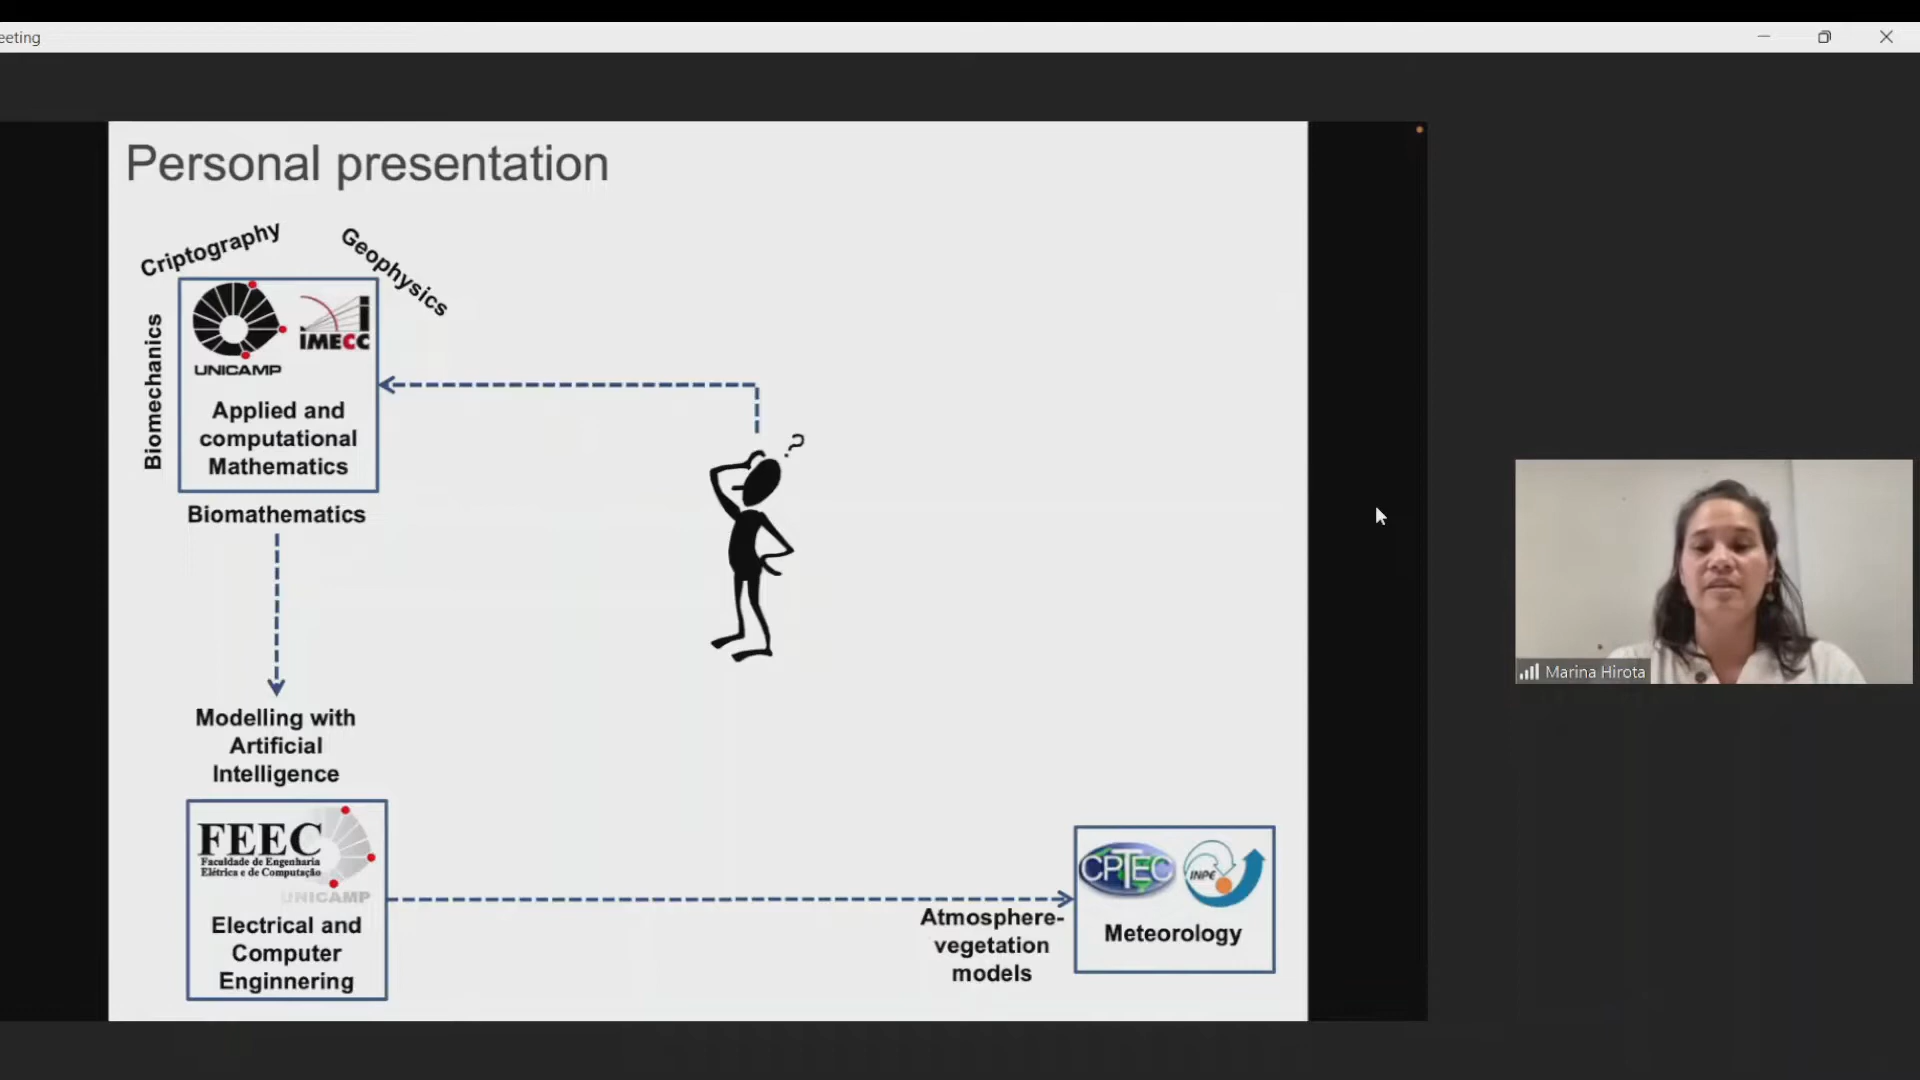 eeting
Personal presentation
Criptography
Geophysics
Biomechanics
UNICAMP
IMECC
Applied and
computational
Mathematics
Biomathematics
?
Modelling with
Artificial
Intelligence
FEEC
Faculdade de Engenharia
Elétrica e de Computação
UNICAMP
Electrical and
Computer
Enginnering
Atmosphere-
vegetation
models
CPTEC
INPE
Meteorology
Marina Hirota